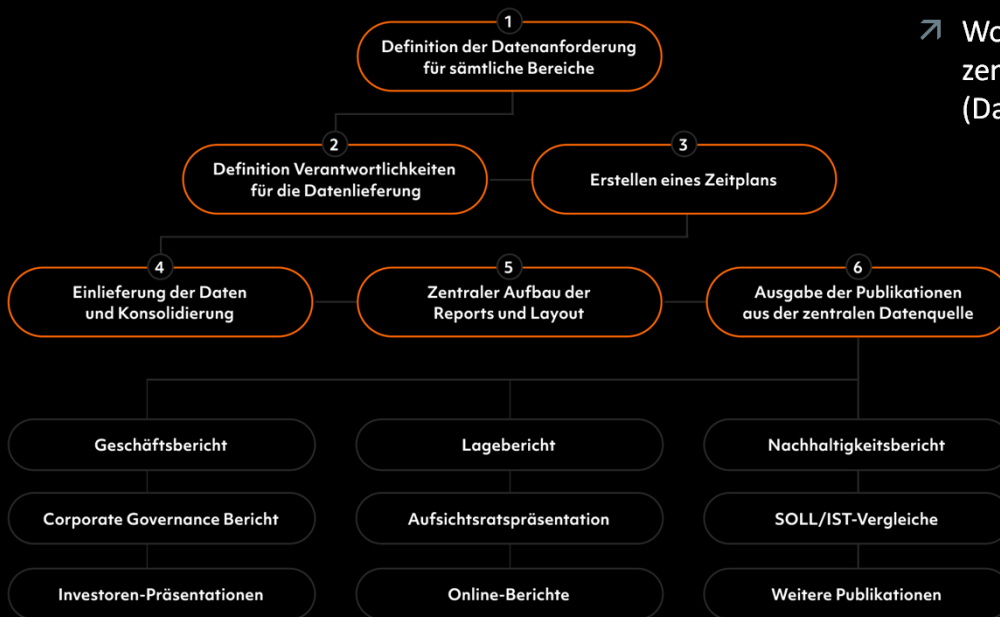 1
Definition der Datenanforderung
für sämtliche Bereiche
2
Definition Verantwortlichkeiten
für die Datenlieferung
3
Erstellen eines Zeitplans
4
Einlieferung der Daten
und Konsolidierung
5
Zentraler Aufbau der
Reports und Layout
6
Ausgabe der Publikationen
aus der zentralen Datenquelle
Geschäftsbericht
Lagebericht
Nachhaltigkeitsbericht
Corporate Governance Bericht
Aufsichtsratspräsentation
SOLL/IST-Vergleiche
Investoren-Präsentationen
Online-Berichte
Weitere Publikationen